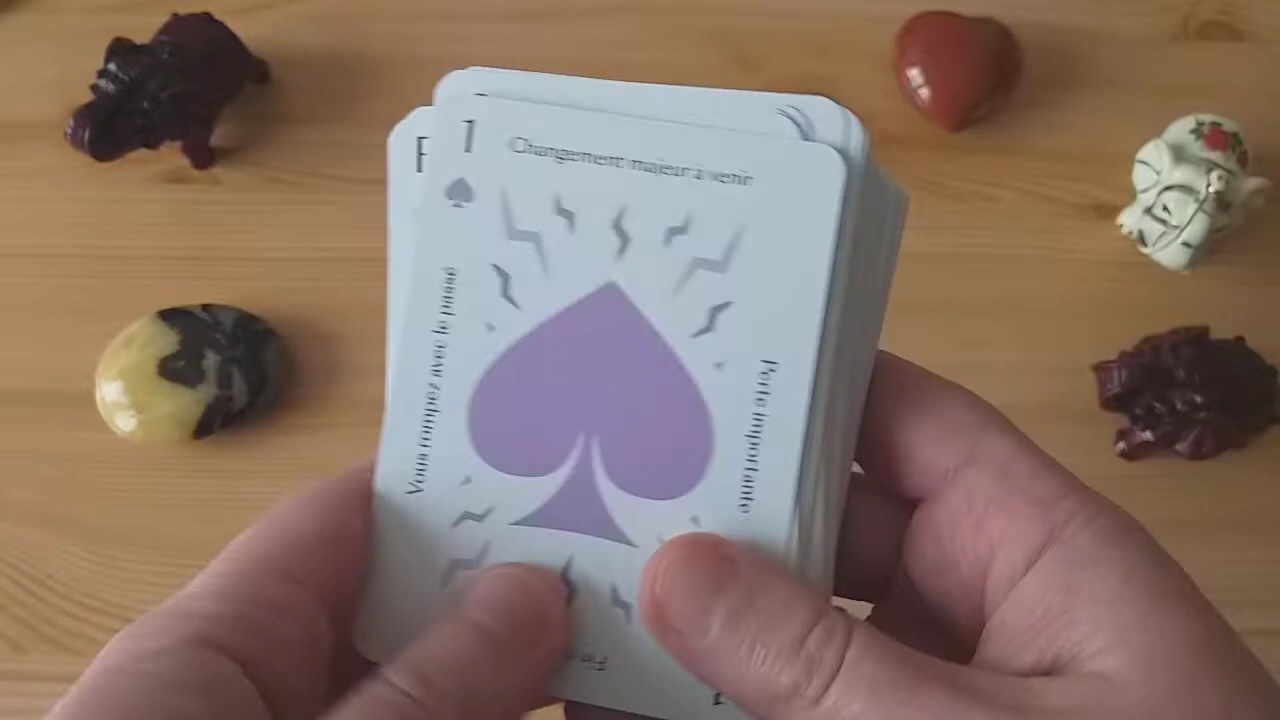 F
1
Changement majeur à venir
Vous rompez avec le passé
Perte importante